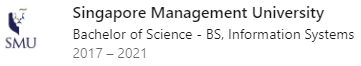 SMU
Singapore Management University
Bachelor of Science - BS, Information Systems
2017 – 2021